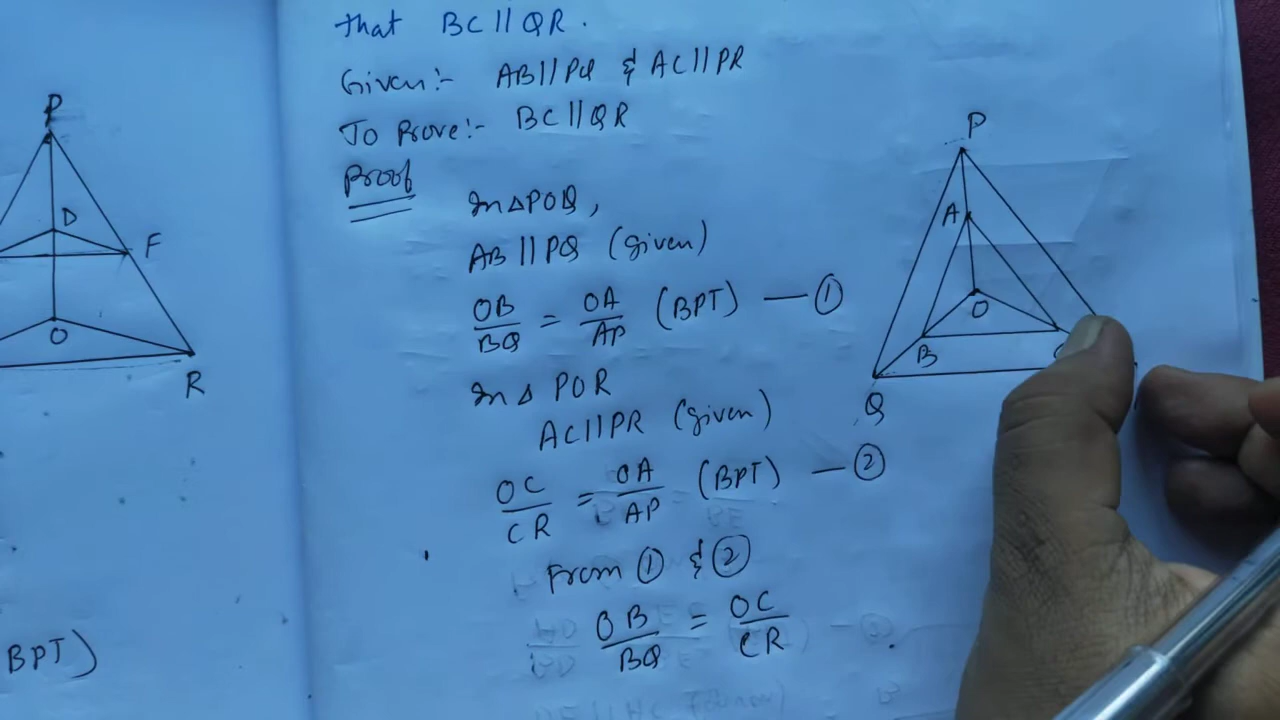 that BC || QR.
Given:- AB||PQ & AC||PR
To Prove:- BC || QR
Proof
In △POQ,
AB || PQ (given)
OB/BQ = OA/AP (BPT) — ①
In △ POR
AC||PR (given)
OC/CR = OA/AP (BPT) — ②
From ① & ②
OB/BQ = OC/CR
P
A
O
B
Q
P
D
F
O
R
BPT)